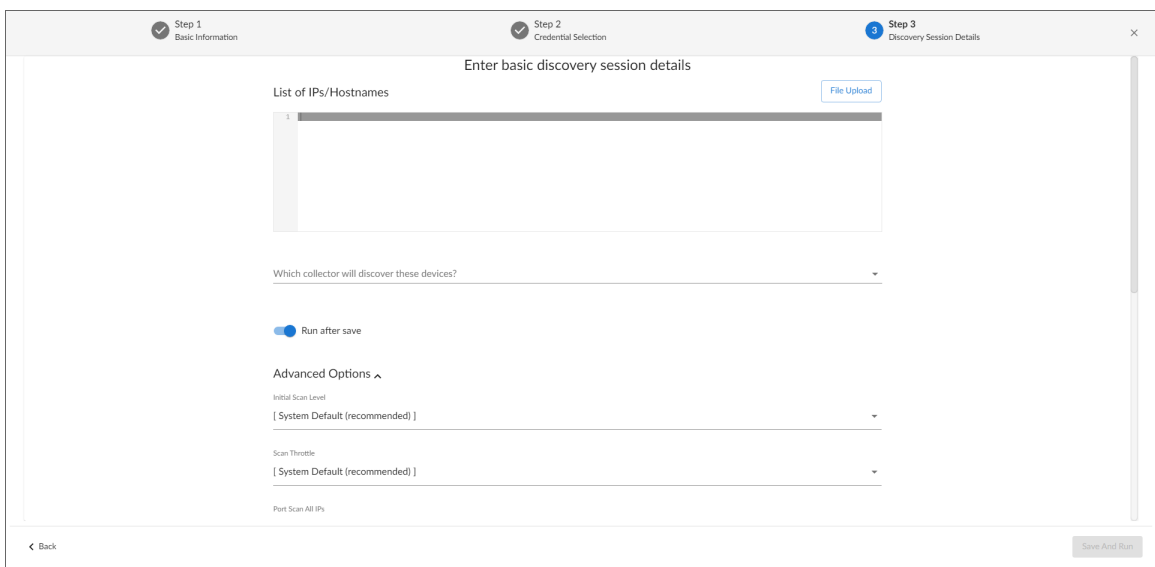 Step 1
Basic Information
Step 2
Credential Selection
3
Step 3
Discovery Session Details
Enter basic discovery session details
List of IPs/Hostnames
File Upload
1
Which collector will discover these devices?
Run after save
Advanced Options
Initial Scan Level
[ System Default (recommended) ]
Scan Throttle
[ System Default (recommended) ]
Port Scan All IPs
Back
Save And Run